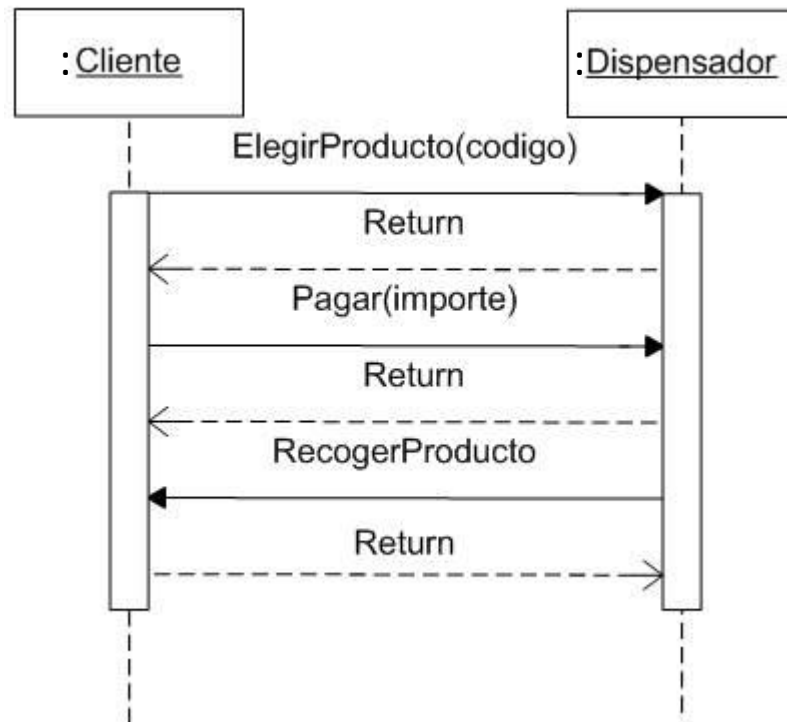 :Cliente
:Dispensador
ElegirProducto(codigo)
Return
Pagar(importe)
Return
RecogerProducto
Return